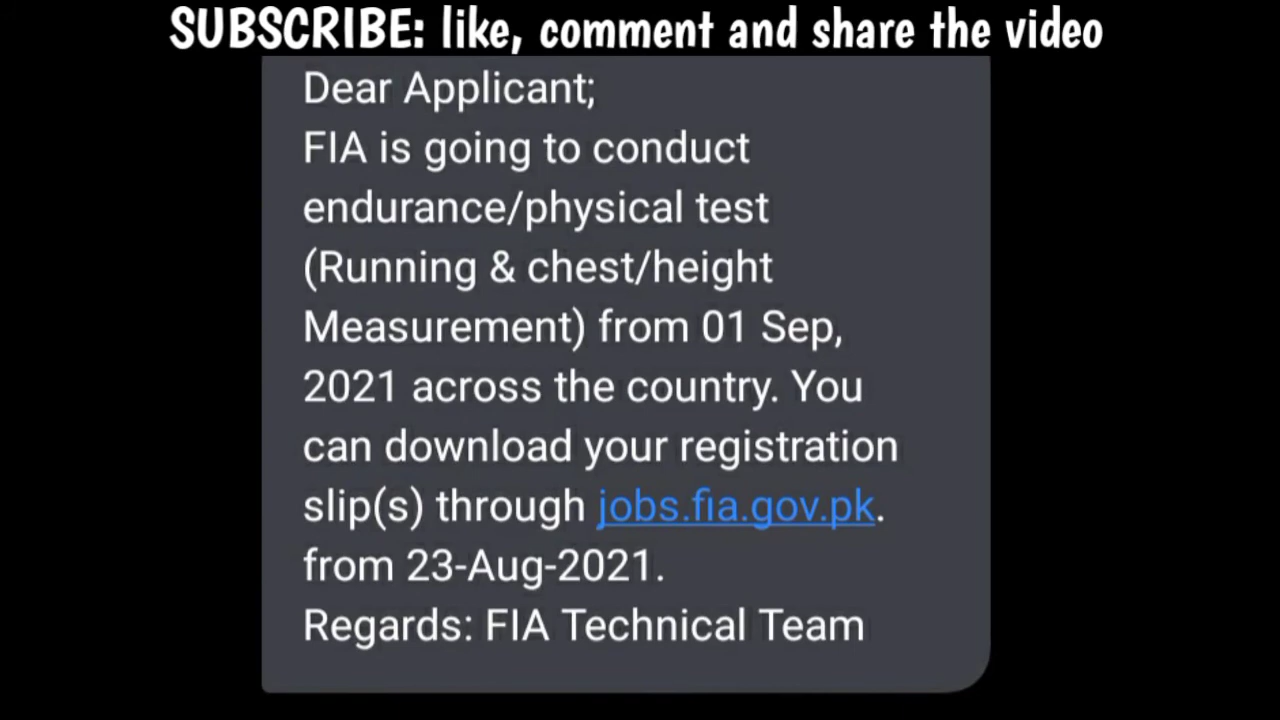 SUBSCRIBE: like, comment and share the video
Dear Applicant;
FIA is going to conduct
endurance/physical test
(Running & chest/height
Measurement) from 01 Sep,
2021 across the country. You
can download your registration
slip(s) through jobs.fia.gov.pk.
from 23-Aug-2021.
Regards: FIA Technical Team